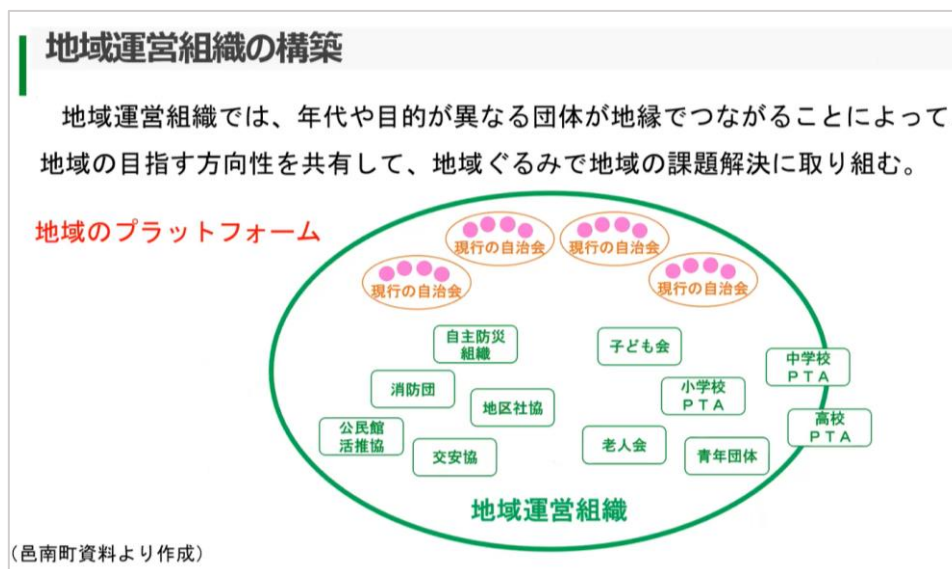 地域運営組織の構築
地域運営組織では、年代や目的が異なる団体が地縁でつながることによって
地域の目指す方向性を共有して、地域ぐるみで地域の課題解決に取り組む。
地域のプラットフォーム
現行の自治会
現行の自治会
現行の自治会
現行の自治会
自主防災
組織
子ども会
中学校
PTA
消防団
地区社協
小学校
PTA
公民館
活推協
交安協
老人会
青年団体
高校
PTA
地域運営組織
(邑南町資料より作成)